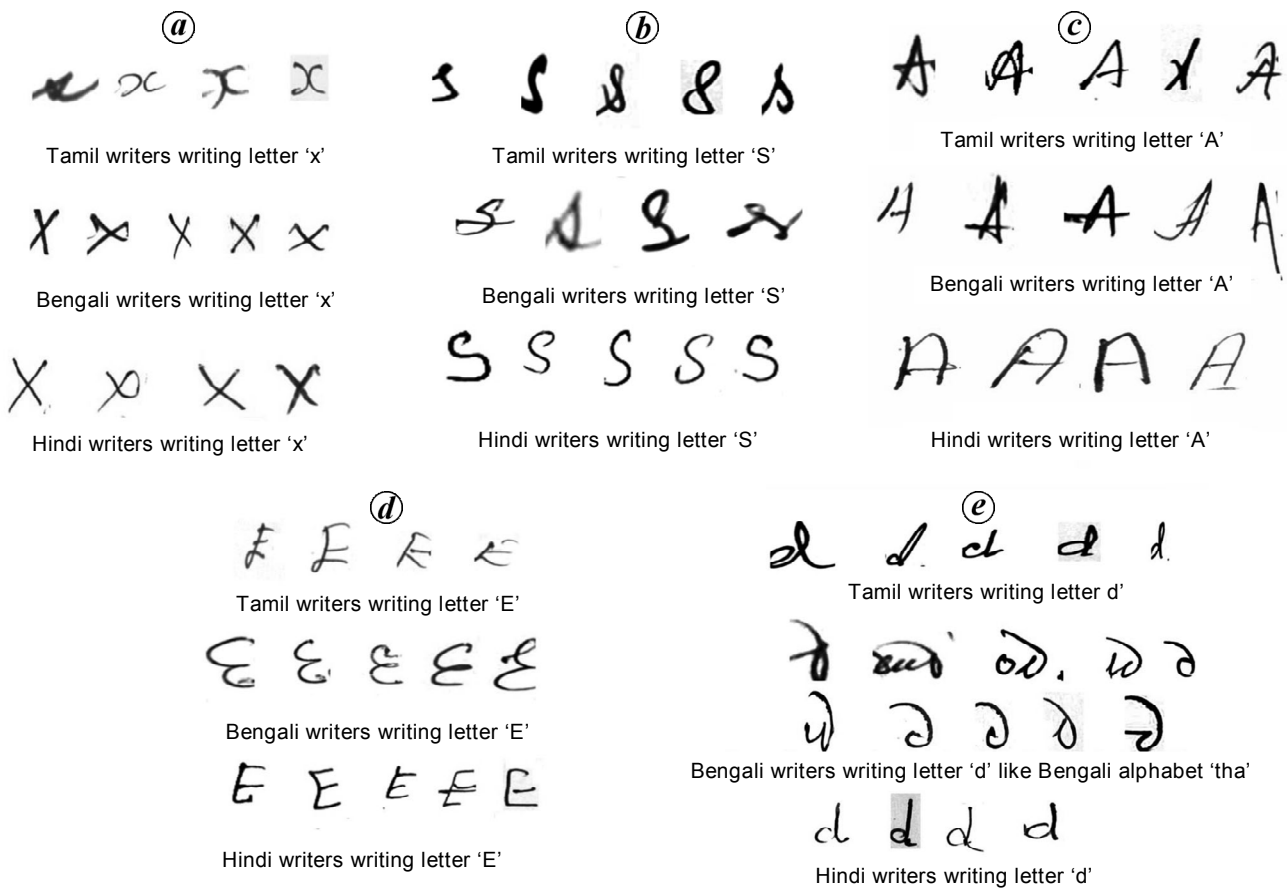 a
x x x x
Tamil writers writing letter ‘x’
X x X X x
Bengali writers writing letter ‘x’
X x X X
Hindi writers writing letter ‘x’
b
S S S S S
Tamil writers writing letter ‘S’
S S S S
Bengali writers writing letter ‘S’
S S S S S
Hindi writers writing letter ‘S’
c
A A A A A
Tamil writers writing letter ‘A’
A A A A A
Bengali writers writing letter ‘A’
A A A A
Hindi writers writing letter ‘A’
d
E E E E
Tamil writers writing letter ‘E’
E E E E E
Bengali writers writing letter ‘E’
E E E E E
Hindi writers writing letter ‘E’
e
d d d d d
Tamil writers writing letter d’
d d
d d d d
Bengali writers writing letter ‘d’ like Bengali alphabet ‘tha’
d d d d
Hindi writers writing letter ‘d’